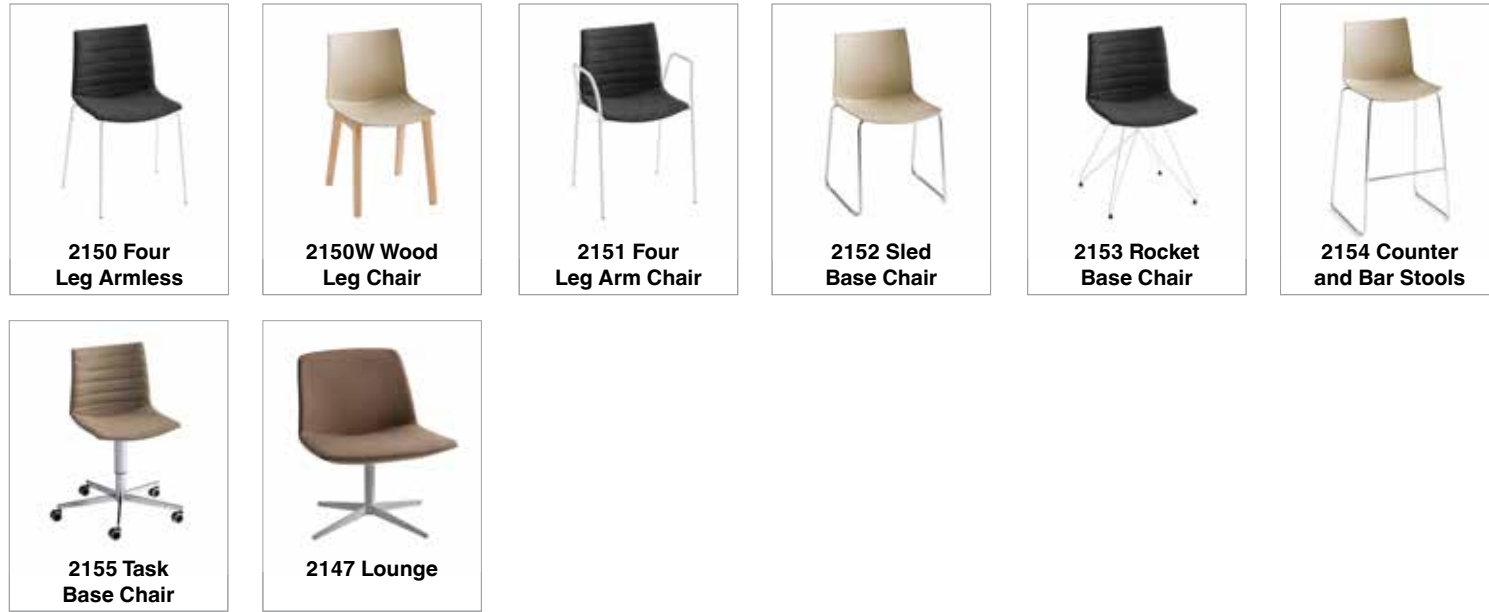 2150 Four
Leg Armless
2150W Wood
Leg Chair
2151 Four
Leg Arm Chair
2152 Sled
Base Chair
2153 Rocket
Base Chair
2154 Counter
and Bar Stools
2155 Task
Base Chair
2147 Lounge